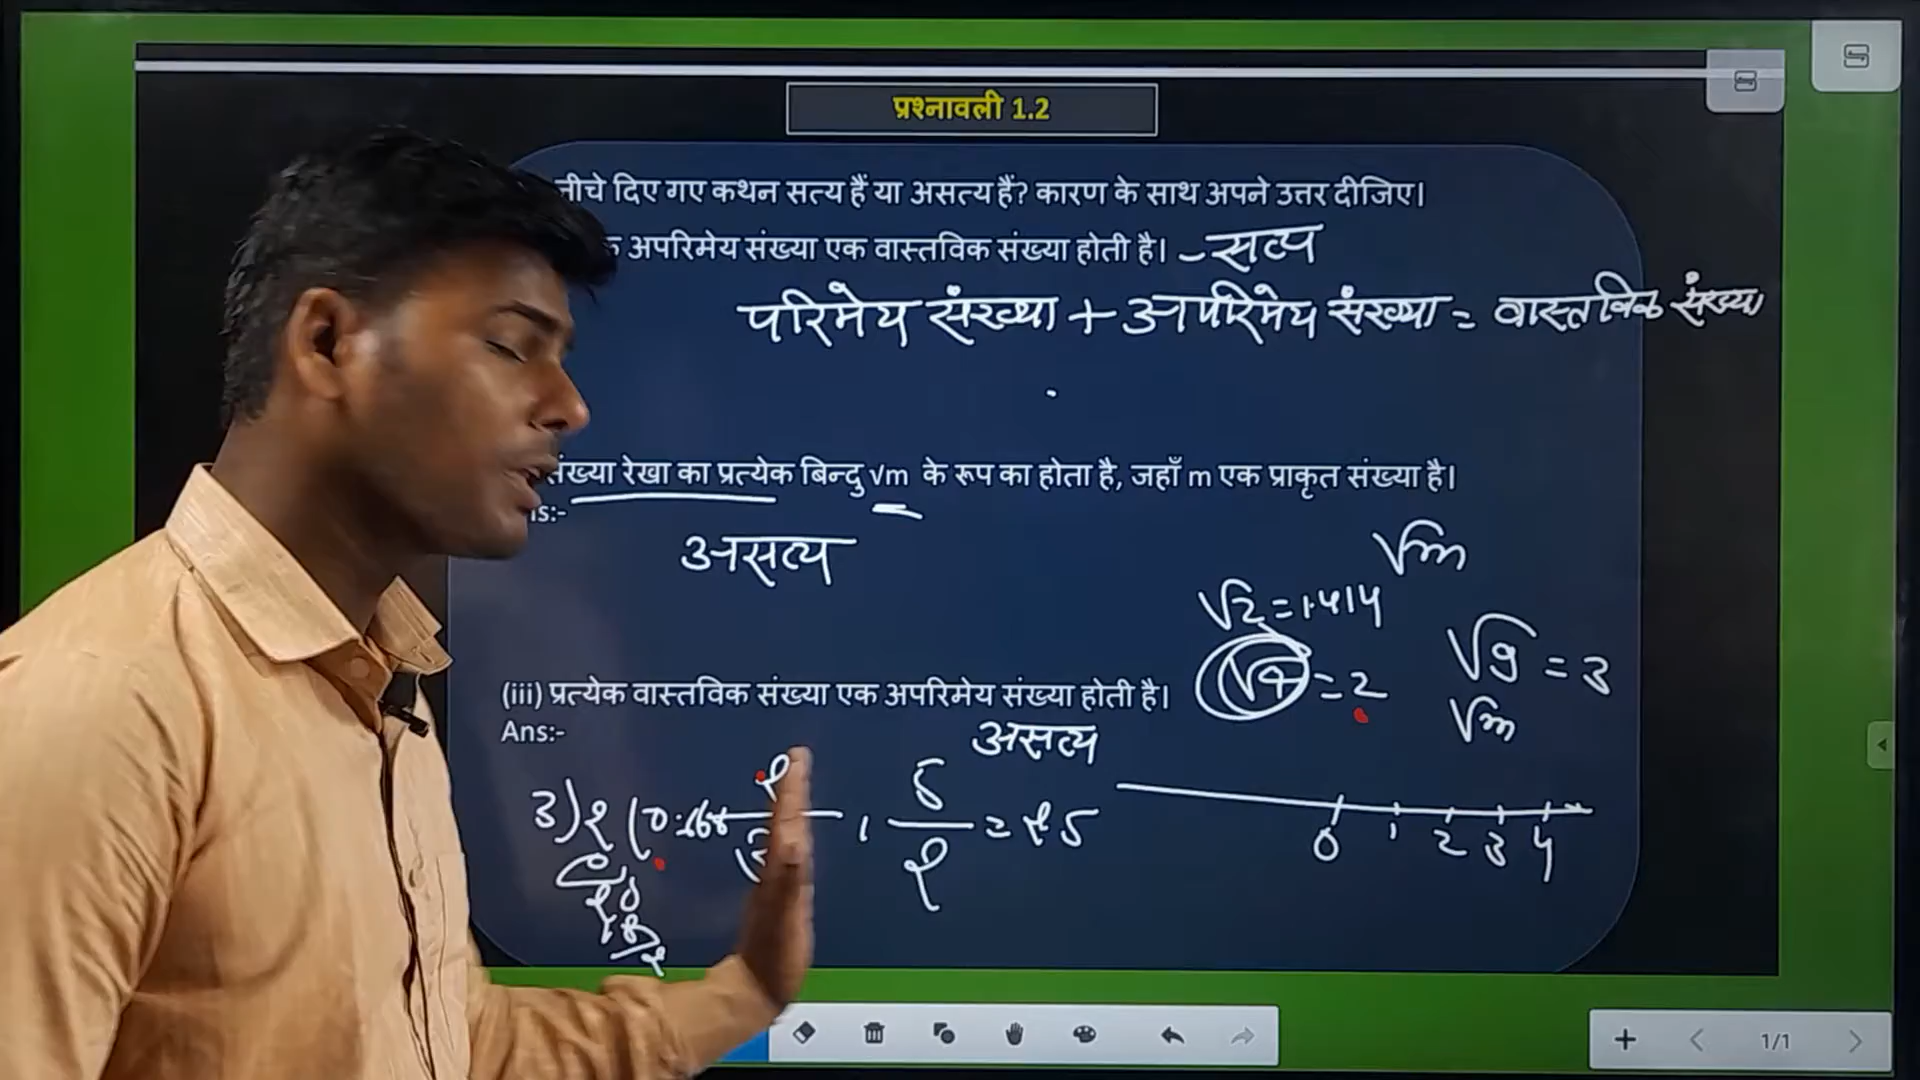 प्रश्नावली 1.2
नीचे दिए गए कथन सत्य हैं या असत्य हैं? कारण के साथ अपने उत्तर दीजिए।
अपरिमेय संख्या एक वास्तविक संख्या होती है। - सत्य
परिमेय संख्या + अपरिमेय संख्या = वास्तविक संख्या
संख्या रेखा का प्रत्येक बिन्दु √m के रूप का होता है, जहाँ m एक प्राकृत संख्या है।
ns:-
असत्य
√m
√2 = 1.414
√4 = 2
√9 = 3
√m
(iii) प्रत्येक वास्तविक संख्या एक अपरिमेय संख्या होती है।
Ans:-
असत्य
0 1 2 3 4
1/1